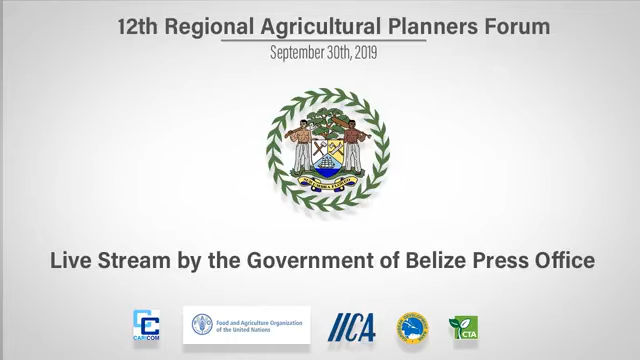 12th Regional Agricultural Planners Forum
September 30th, 2019
Live Stream by the Government of Belize Press Office
CARICOM
FAO
Food and Agriculture Organization
of the United Nations
IICA
CTA